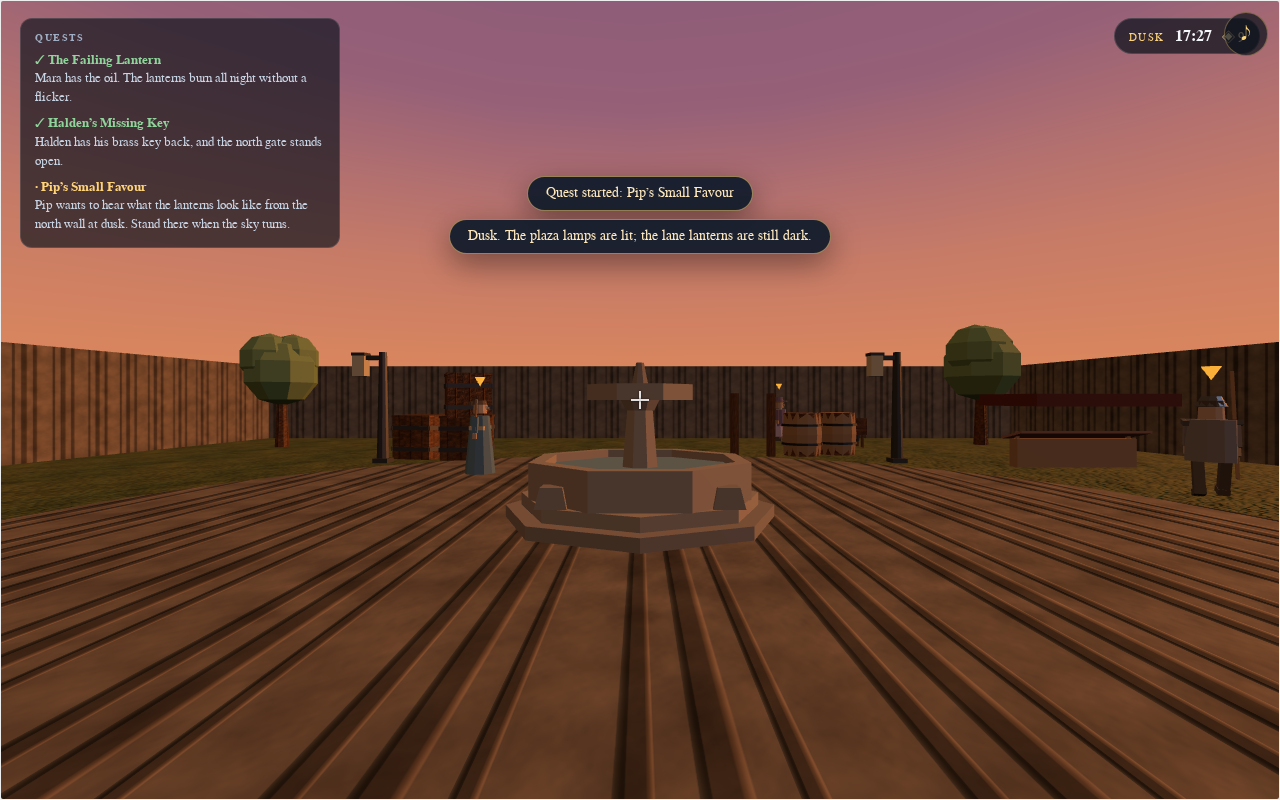 QUESTS
✓ The Failing Lantern
Mara has the oil. The lanterns burn all night without a
flicker.
✓ Halden's Missing Key
Halden has his brass key back, and the north gate stands
open.
· Pip's Small Favour
Pip wants to hear what the lanterns look like from the
north wall at dusk. Stand there when the sky turns.
DUSK 17:27
Quest started: Pip's Small Favour
Dusk. The plaza lamps are lit; the lane lanterns are still dark.